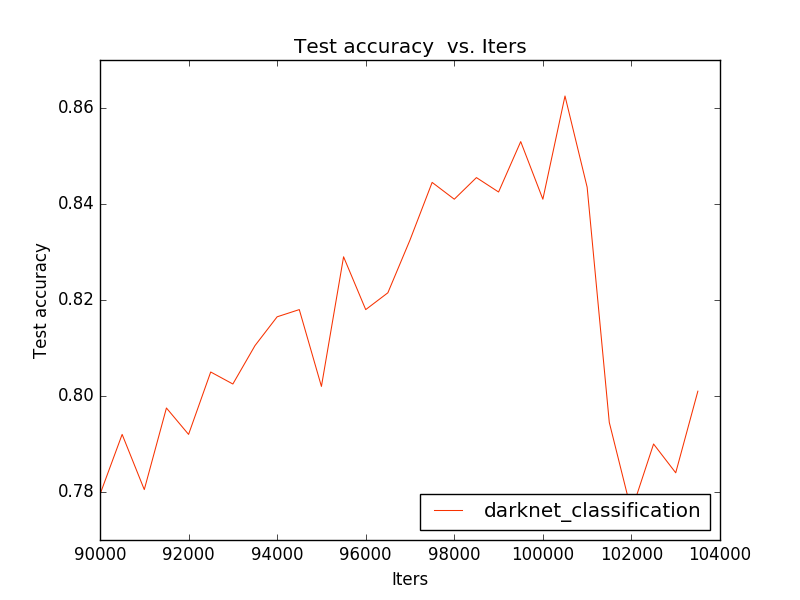 Test accuracy  vs. Iters
0.86
0.84
0.82
0.80
0.78
Test accuracy
darknet_classification
90000 92000 94000 96000 98000 100000 102000 104000
Iters